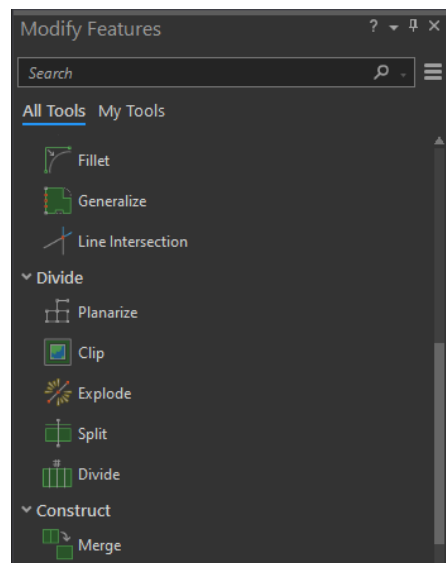 Modify Features
Search
All Tools My Tools
Fillet
Generalize
Line Intersection
Divide
Planarize
Clip
Explode
Split
#
Divide
Construct
Merge